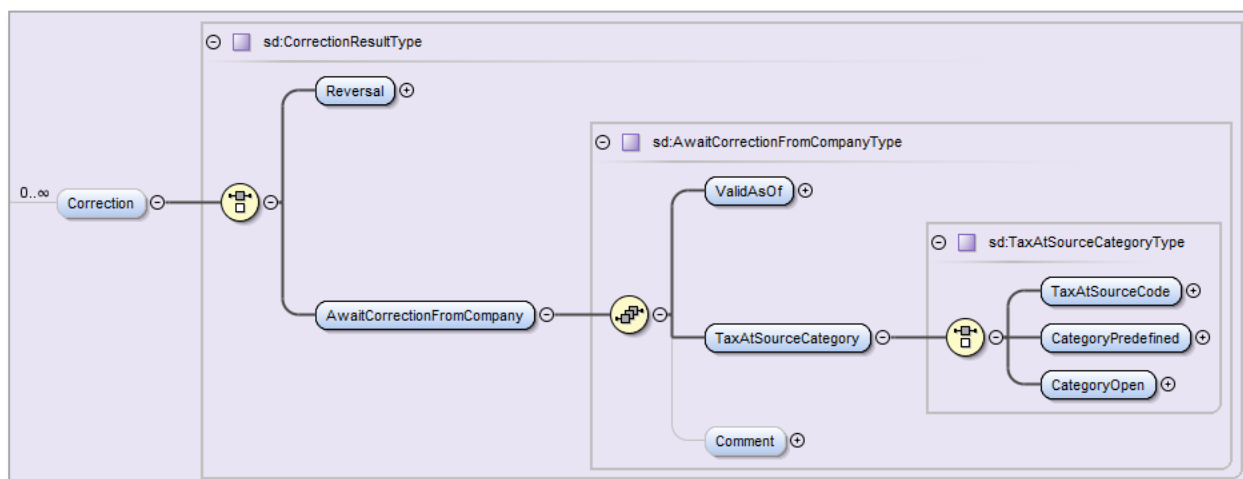 sd:CorrectionResultType
Reversal
sd:AwaitCorrectionFromCompanyType
ValidAsOf
0..∞
Correction
sd:TaxAtSourceCategoryType
TaxAtSourceCode
AwaitCorrectionFromCompany
TaxAtSourceCategory
CategoryPredefined
CategoryOpen
Comment